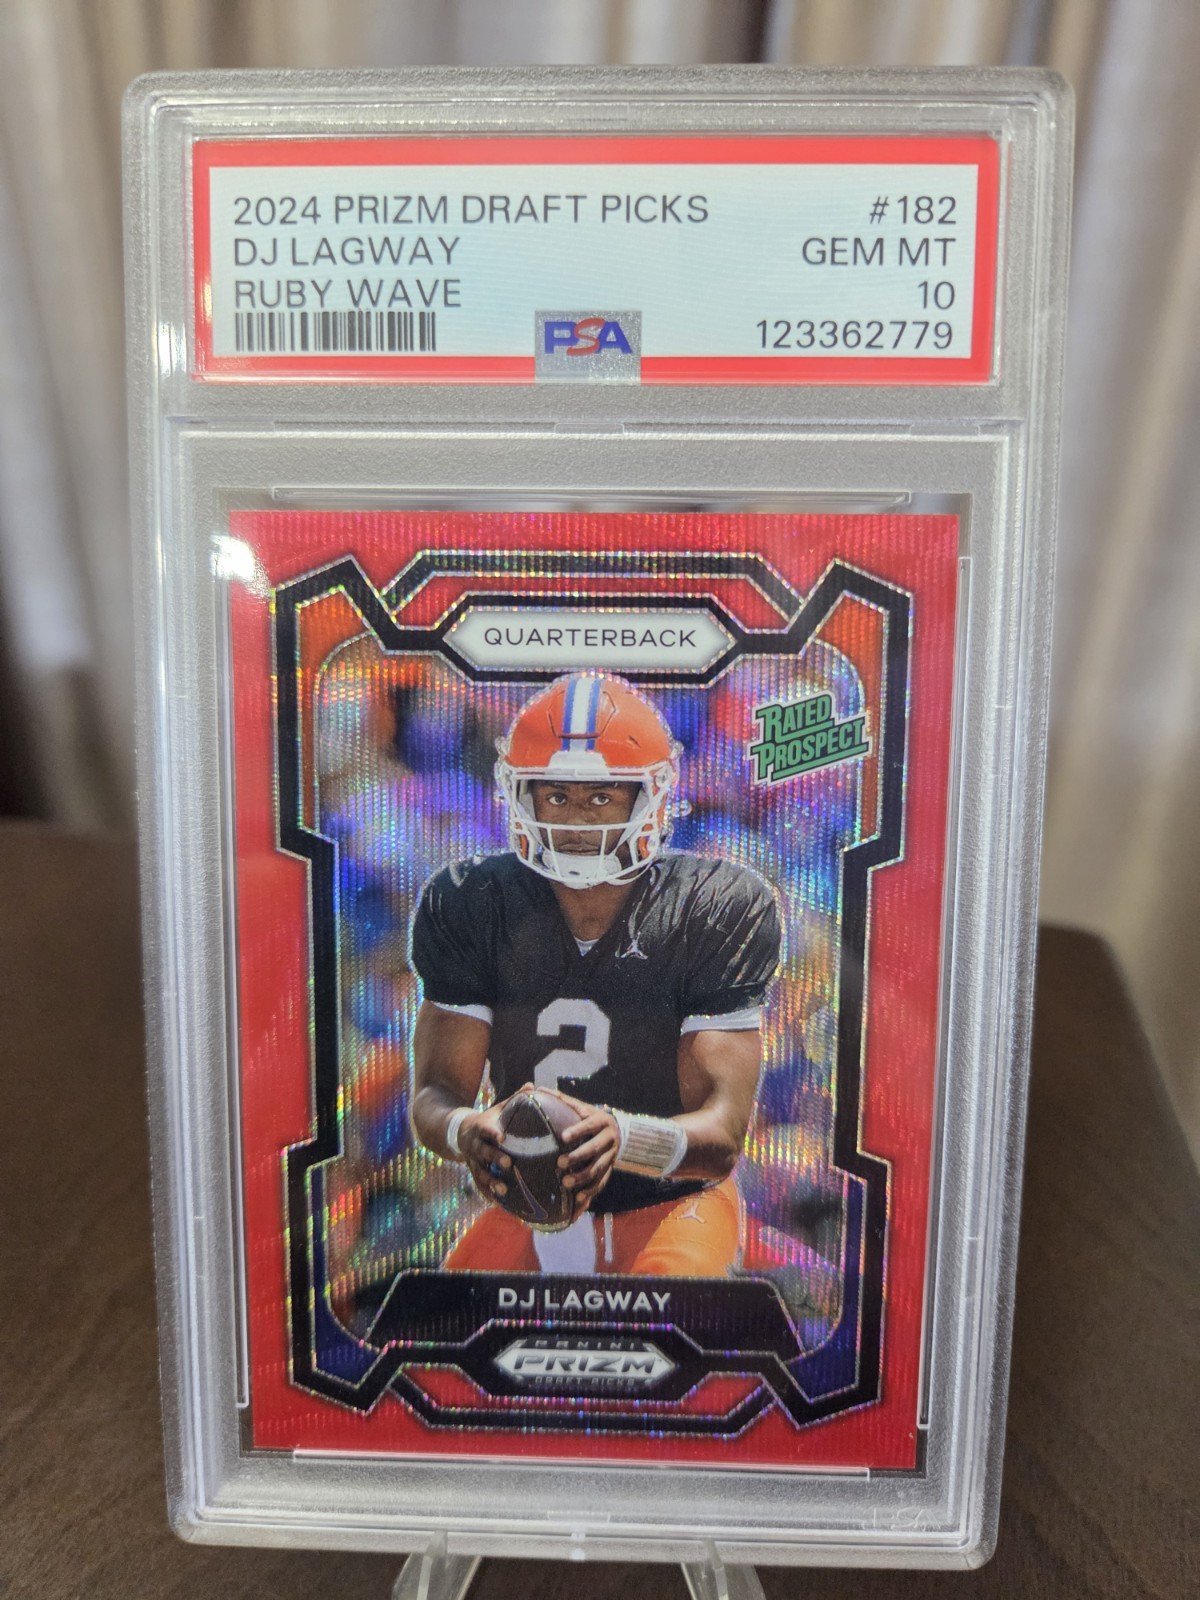 2024 PRIZM DRAFT PICKS #182
DJ LAGWAY GEM MT
RUBY WAVE 10
PSA 123362779
QUARTERBACK
RATED
PROSPECT
2
DJ LAGWAY
PANINI
PRIZM
DRAFT PICKS